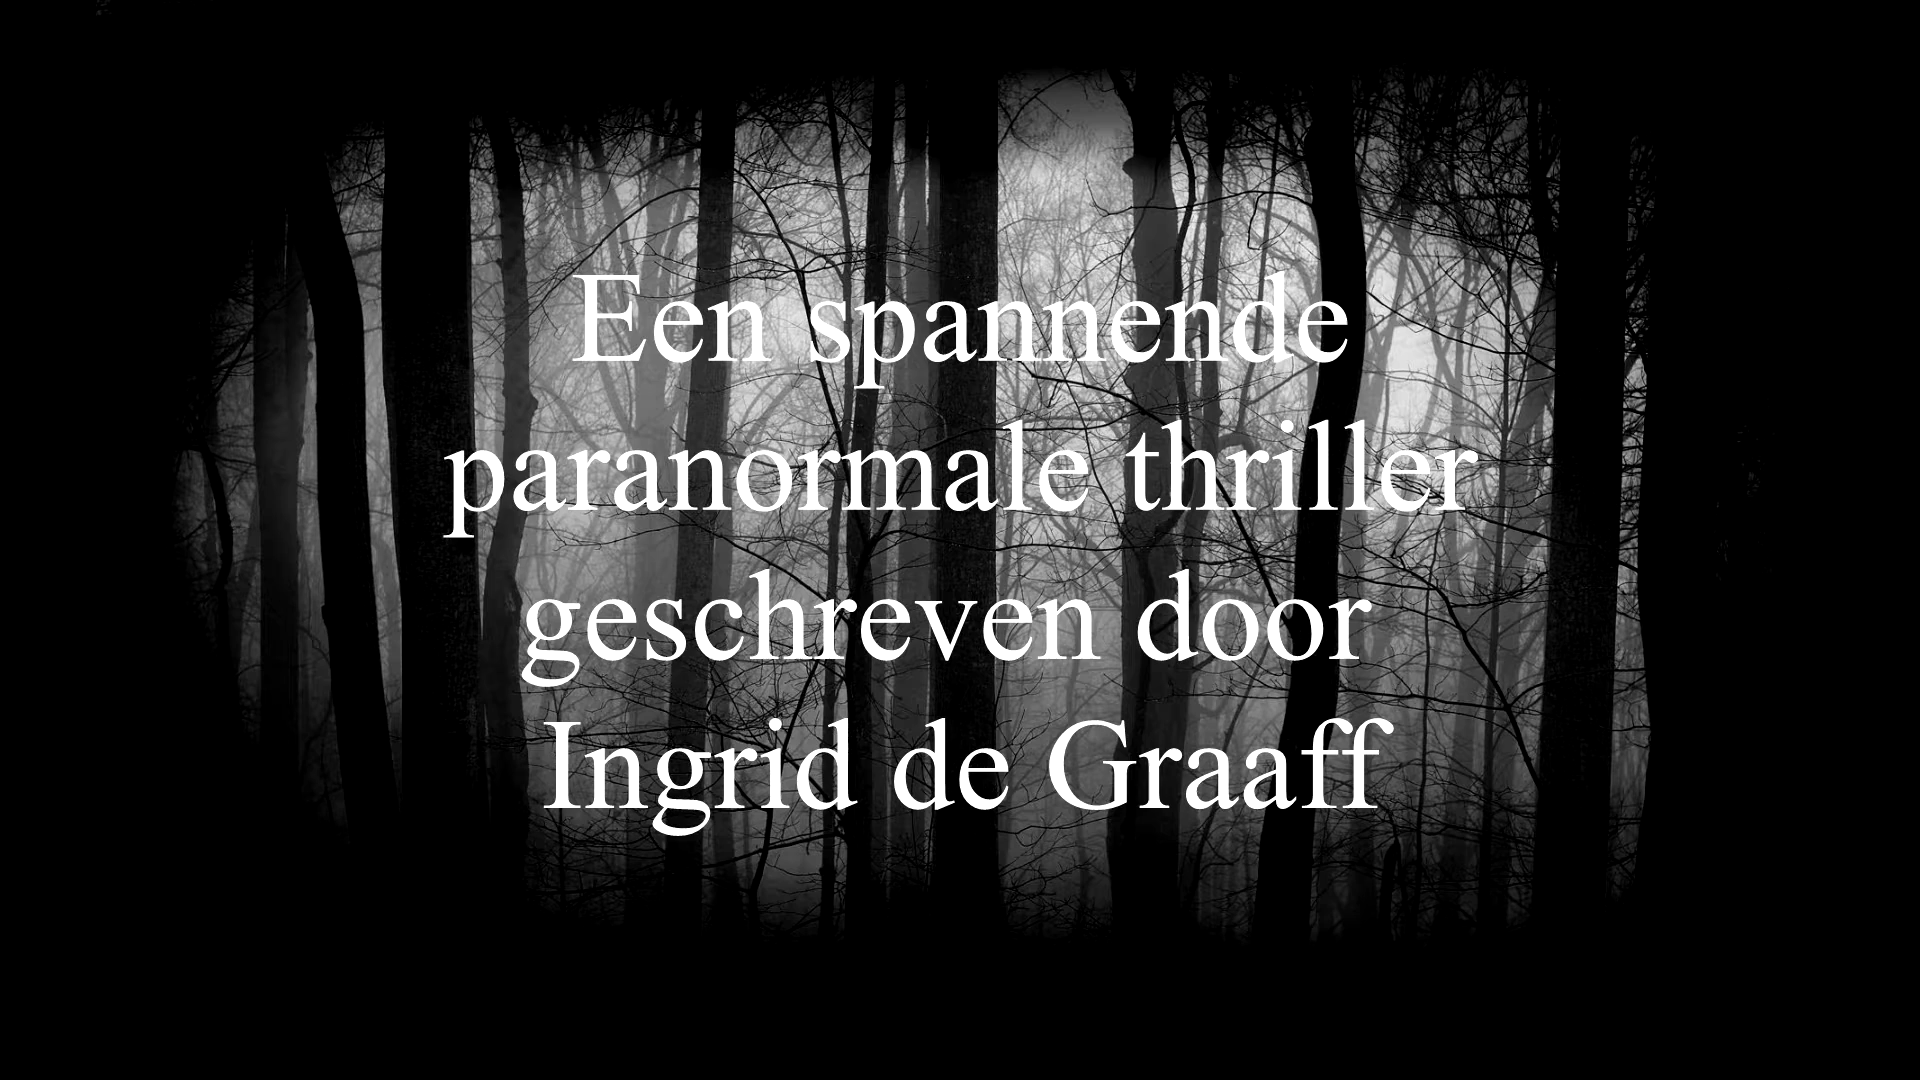 Een spannende
paranormale thriller
geschreven door
Ingrid de Graaff